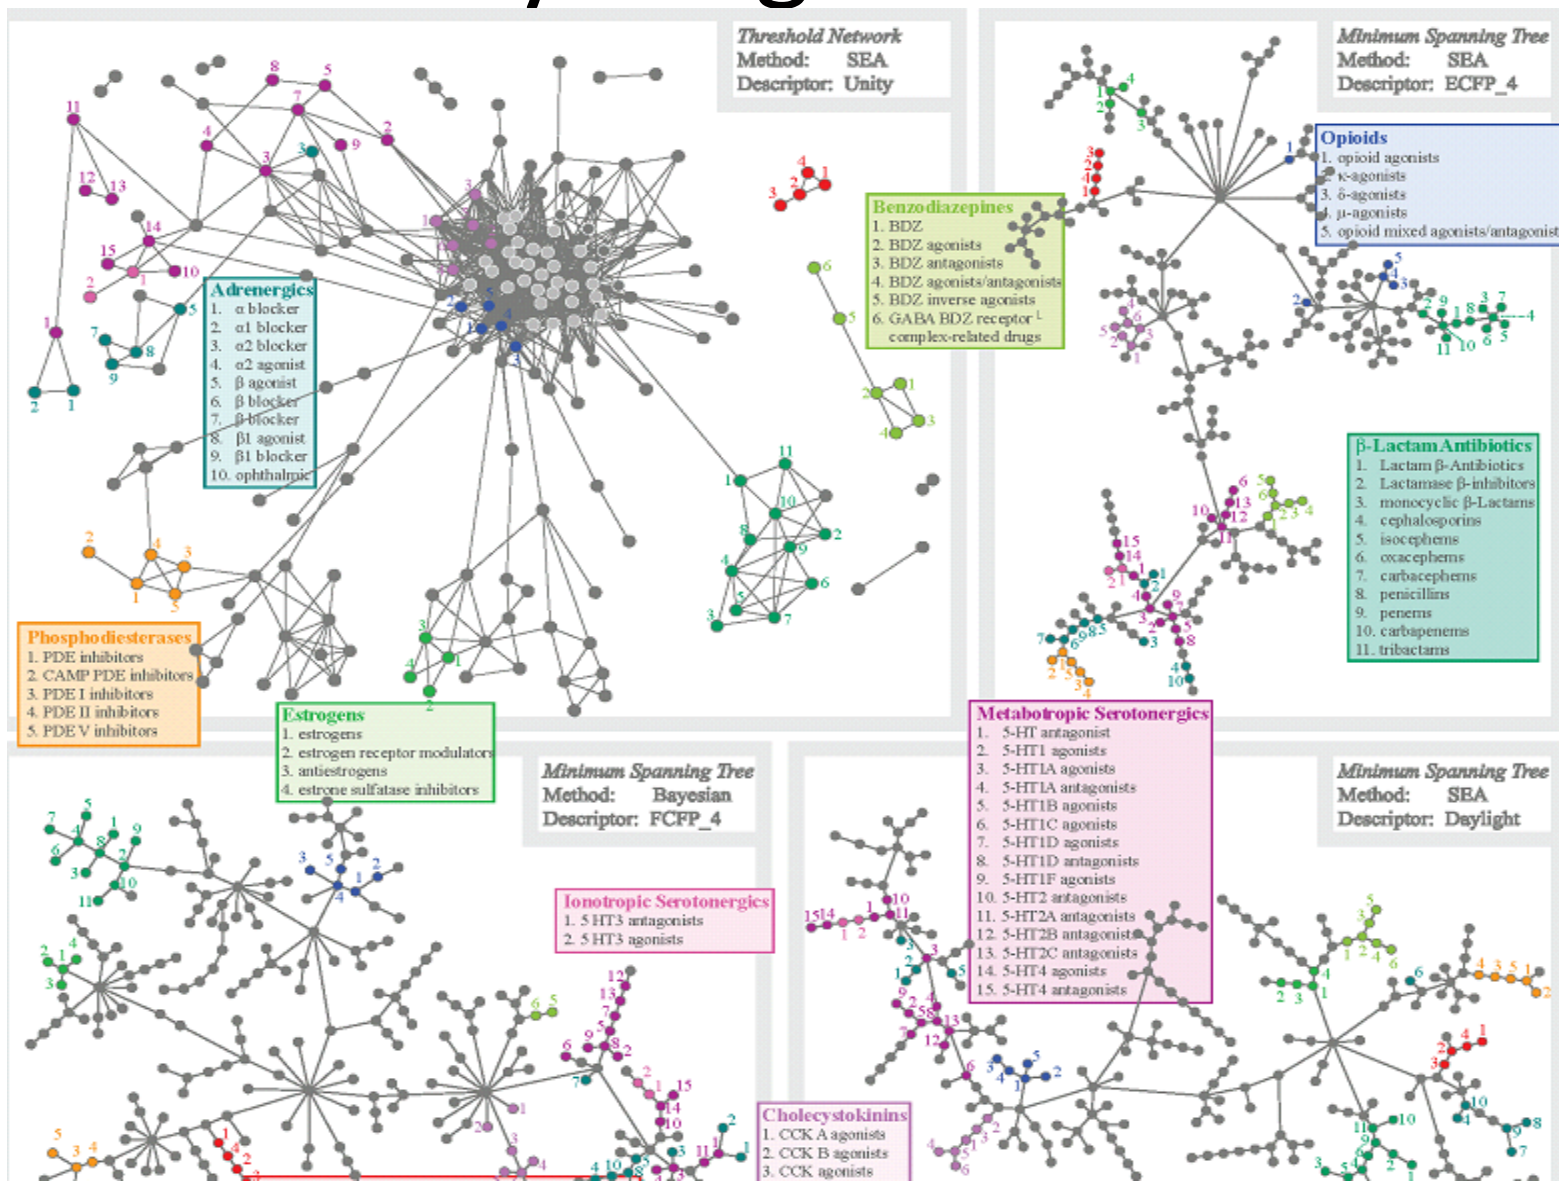 Threshold Network
Method: SEA
Descriptor: Unity
Minimum Spanning Tree
Method: SEA
Descriptor: ECFP_4
Opioids
1. opioid agonists
2. κ-agonists
3. δ-agonists
4. μ-agonists
5. opioid mixed agonists/antagonist
Benzodiazepines
1. BDZ
2. BDZ agonists
3. BDZ antagonists
4. BDZ agonists/antagonists
5. BDZ inverse agonists
6. GABA BDZ receptor
complex-related drugs
Adrenergics
1. α blocker
2. α1 blocker
3. α2 blocker
4. α2 agonist
5. β agonist
6. β blocker
7. β blocker
8. β1 agonist
9. β1 blocker
10. ophthalmic
β-Lactam Antibiotics
1. Lactam β-Antibiotics
2. Lactamase β-inhibitors
3. monocyclic β-Lactams
4. cephalosporins
5. isocephems
6. oxacephems
7. carbacephems
8. penicillins
9. penems
10. carbapenems
11. tribactams
Phosphodiesterases
1. PDE inhibitors
2. CAMP PDE inhibitors
3. PDE I inhibitors
4. PDE II inhibitors
5. PDE V inhibitors
Estrogens
1. estrogens
2. estrogen receptor modulators
3. antiestrogens
4. estrone sulfatase inhibitors
Metabotropic Serotonergics
1. 5-HT antagonist
2. 5-HT1 agonists
3. 5-HT1A agonists
4. 5-HT1A antagonists
5. 5-HT1B agonists
6. 5-HT1C agonists
7. 5-HT1D agonists
8. 5-HT1D antagonists
9. 5-HT1F agonists
10. 5-HT2 antagonists
11. 5-HT2A antagonists
12. 5-HT2B antagonists
13. 5-HT2C antagonists
14. 5-HT4 agonists
15. 5-HT4 antagonists
Minimum Spanning Tree
Method: Bayesian
Descriptor: FCFP_4
Minimum Spanning Tree
Method: SEA
Descriptor: Daylight
Ionotropic Serotonergics
1. 5 HT3 antagonists
2. 5 HT3 agonists
Cholecystokinins
1. CCK A agonists
2. CCK B agonists
3. CCK agonists